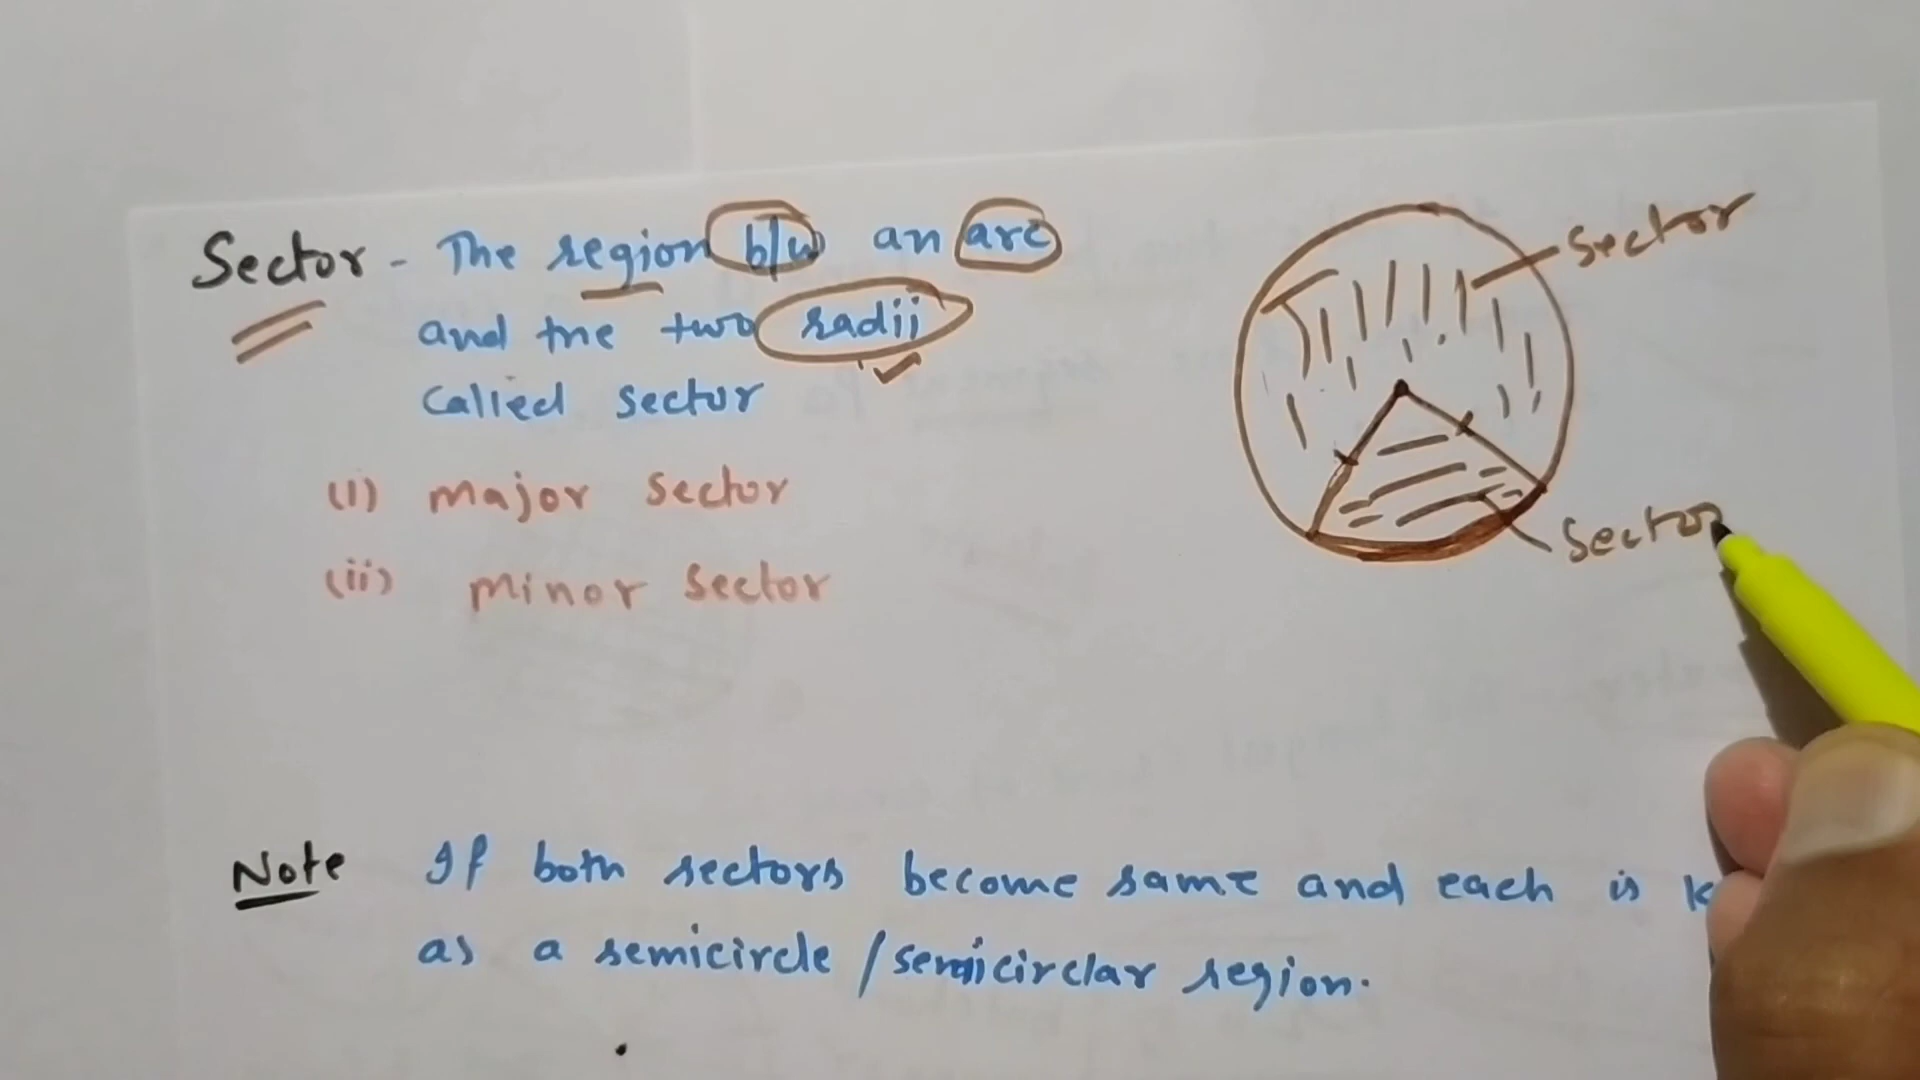 Sector - The region b/w an arc
and the two radii
called sector
(i) Major sector
(ii) Minor sector
Sector
Sector
Note If both sectors become same and each is
as a semicircle / semicirclar region.